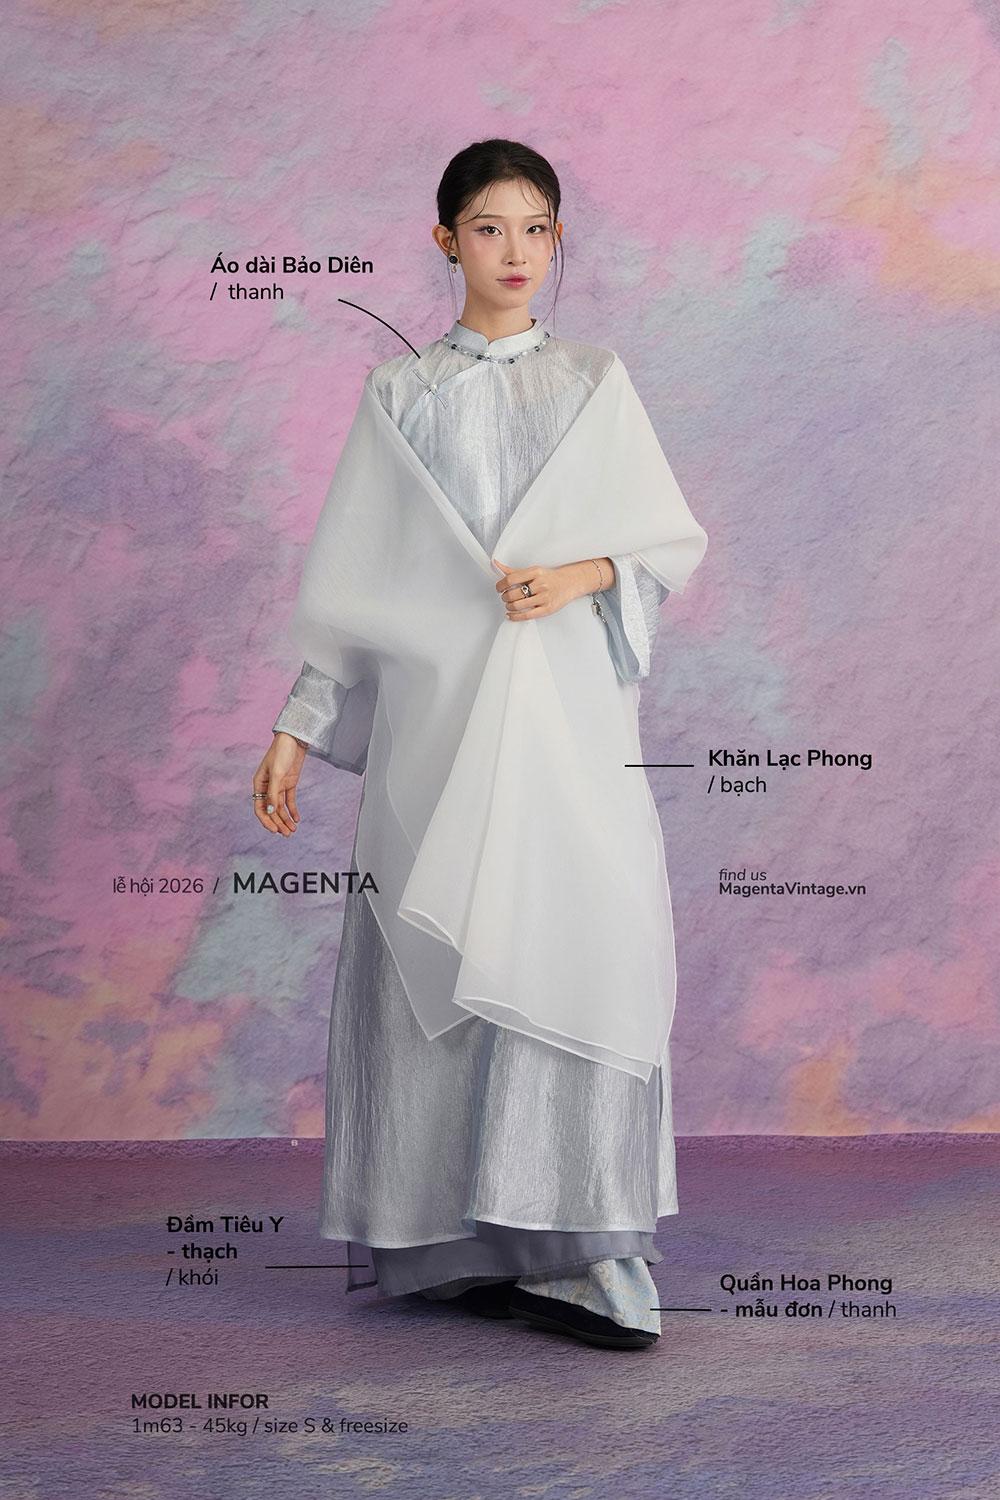 Áo dài Bảo Diên
/ thanh
Khăn Lạc Phong
/ bạch
lễ hội 2026 / MAGENTA
find us
MagentaVintage.vn
Đầm Tiêu Y
- thạch
/ khói
Quần Hoa Phong
- mẫu đơn / thanh
MODEL INFOR
1m63 - 45kg / size S & freesize